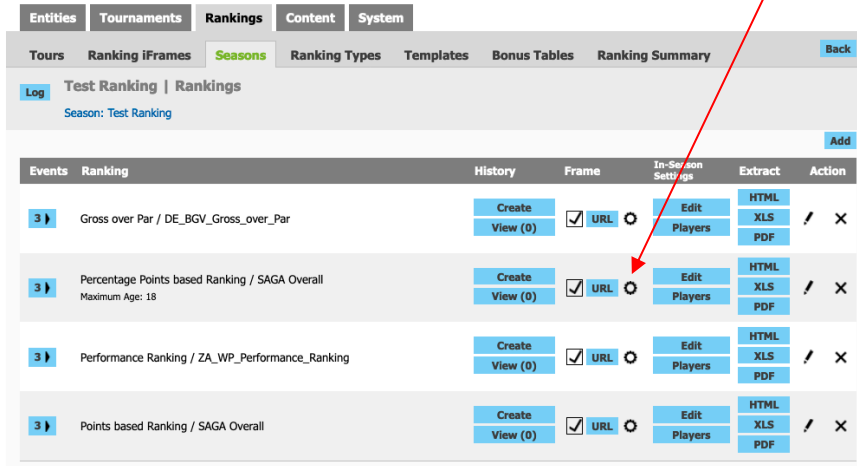 Entities Tournaments Rankings Content System
Tours Ranking iFrames Seasons Ranking Types Templates Bonus Tables Ranking Summary Back
Log Test Ranking | Rankings
Season: Test Ranking
Add
Events Ranking History Frame In-Season Settings Extract Action
3 Gross over Par / DE_BGV_Gross_over_Par Create View (0) URL Edit Players HTML XLS PDF
3 Percentage Points based Ranking / SAGA Overall Create View (0) URL Edit Players HTML XLS PDF
Maximum Age: 18
3 Performance Ranking / ZA_WP_Performance_Ranking Create View (0) URL Edit Players HTML XLS PDF
3 Points based Ranking / SAGA Overall Create View (0) URL Edit Players HTML XLS PDF